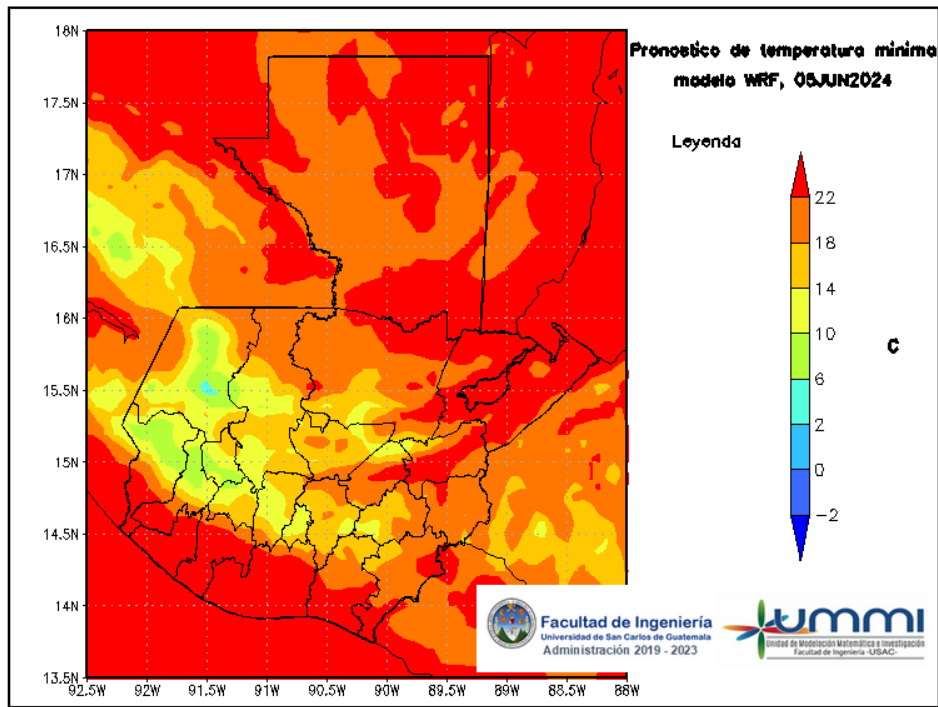 Pronostico de temperatura minima
modelo WRF, 05JUN2024
Leyenda
22
18
14
10
6
2
0
-2
C
18N
17.5N
17N
16.5N
16N
15.5N
15N
14.5N
14N
13.5N
92.5W 92W 91.5W 91W 90.5W 90W 89.5W 89W 88.5W 88W
Facultad de Ingeniería
Universidad de San Carlos de Guatemala
Administración 2019 - 2023
ummi
Unidad de Modelación Matemática e Investigación
Facultad de Ingeniería -USAC-